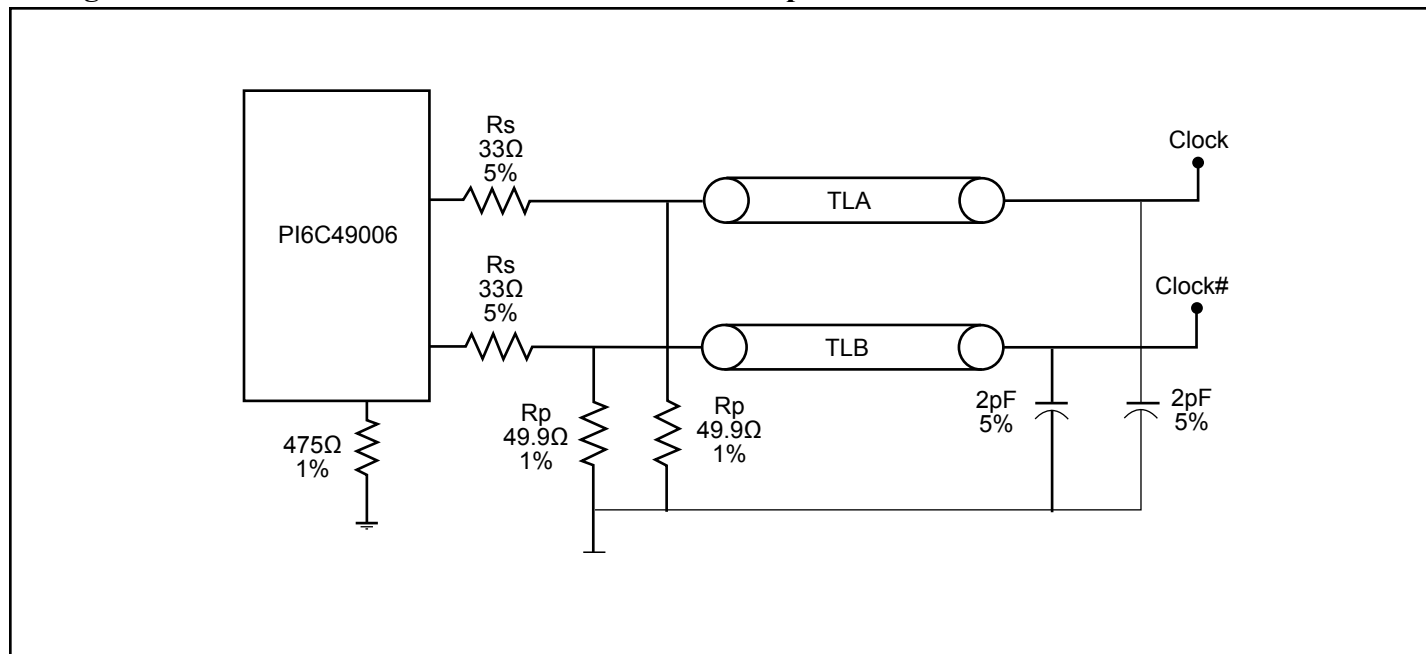 Rs
33Ω
5%
Clock
TLA
PI6C49006
Rs
33Ω
5%
Clock#
TLB
475Ω
1%
Rp
49.9Ω
1%
Rp
49.9Ω
1%
2pF
5%
2pF
5%